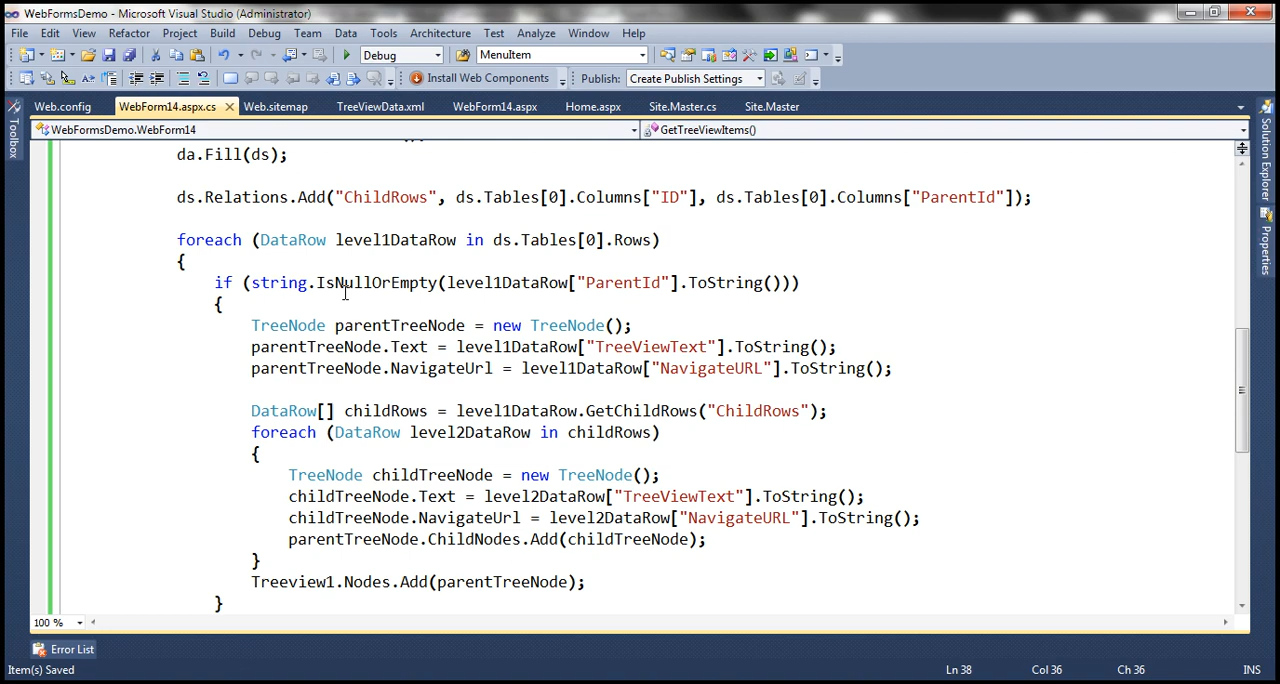 WebFormsDemo - Microsoft Visual Studio (Administrator)
File Edit View Refactor Project Build Debug Team Data Tools Architecture Test Analyze Window Help
Debug MenuItem
Install Web Components Publish: Create Publish Settings
Web.config WebForm14.aspx.cs Web.sitemap TreeViewData.xml WebForm14.aspx Home.aspx Site.Master.cs Site.Master
WebFormsDemo.WebForm14 GetTreeViewItems()
Toolbox
Solution Explorer
Properties
da.Fill(ds);
ds.Relations.Add("ChildRows", ds.Tables[0].Columns["ID"], ds.Tables[0].Columns["ParentId"]);
foreach (DataRow level1DataRow in ds.Tables[0].Rows)
{
if (string.IsNullOrEmpty(level1DataRow["ParentId"].ToString()))
{
TreeNode parentTreeNode = new TreeNode();
parentTreeNode.Text = level1DataRow["TreeViewText"].ToString();
parentTreeNode.NavigateUrl = level1DataRow["NavigateURL"].ToString();
DataRow[] childRows = level1DataRow.GetChildRows("ChildRows");
foreach (DataRow level2DataRow in childRows)
{
TreeNode childTreeNode = new TreeNode();
childTreeNode.Text = level2DataRow["TreeViewText"].ToString();
childTreeNode.NavigateUrl = level2DataRow["NavigateURL"].ToString();
parentTreeNode.ChildNodes.Add(childTreeNode);
}
Treeview1.Nodes.Add(parentTreeNode);
}
100 %
Error List
Item(s) Saved Ln 38 Col 36 Ch 36 INS